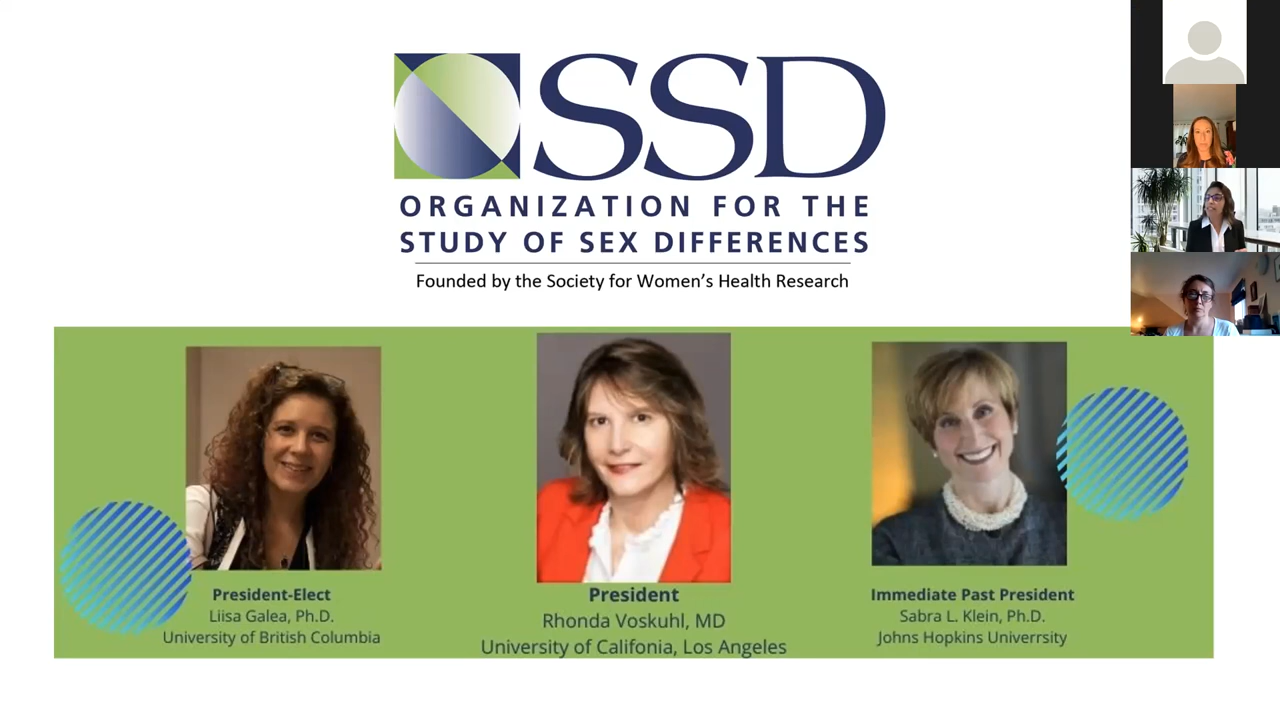 OSSD
ORGANIZATION FOR THE
STUDY OF SEX DIFFERENCES
Founded by the Society for Women's Health Research
President-Elect
Liisa Galea, Ph.D.
University of British Columbia
President
Rhonda Voskuhl, MD
University of Califonia, Los Angeles
Immediate Past President
Sabra L. Klein, Ph.D.
Johns Hopkins Univerrsity